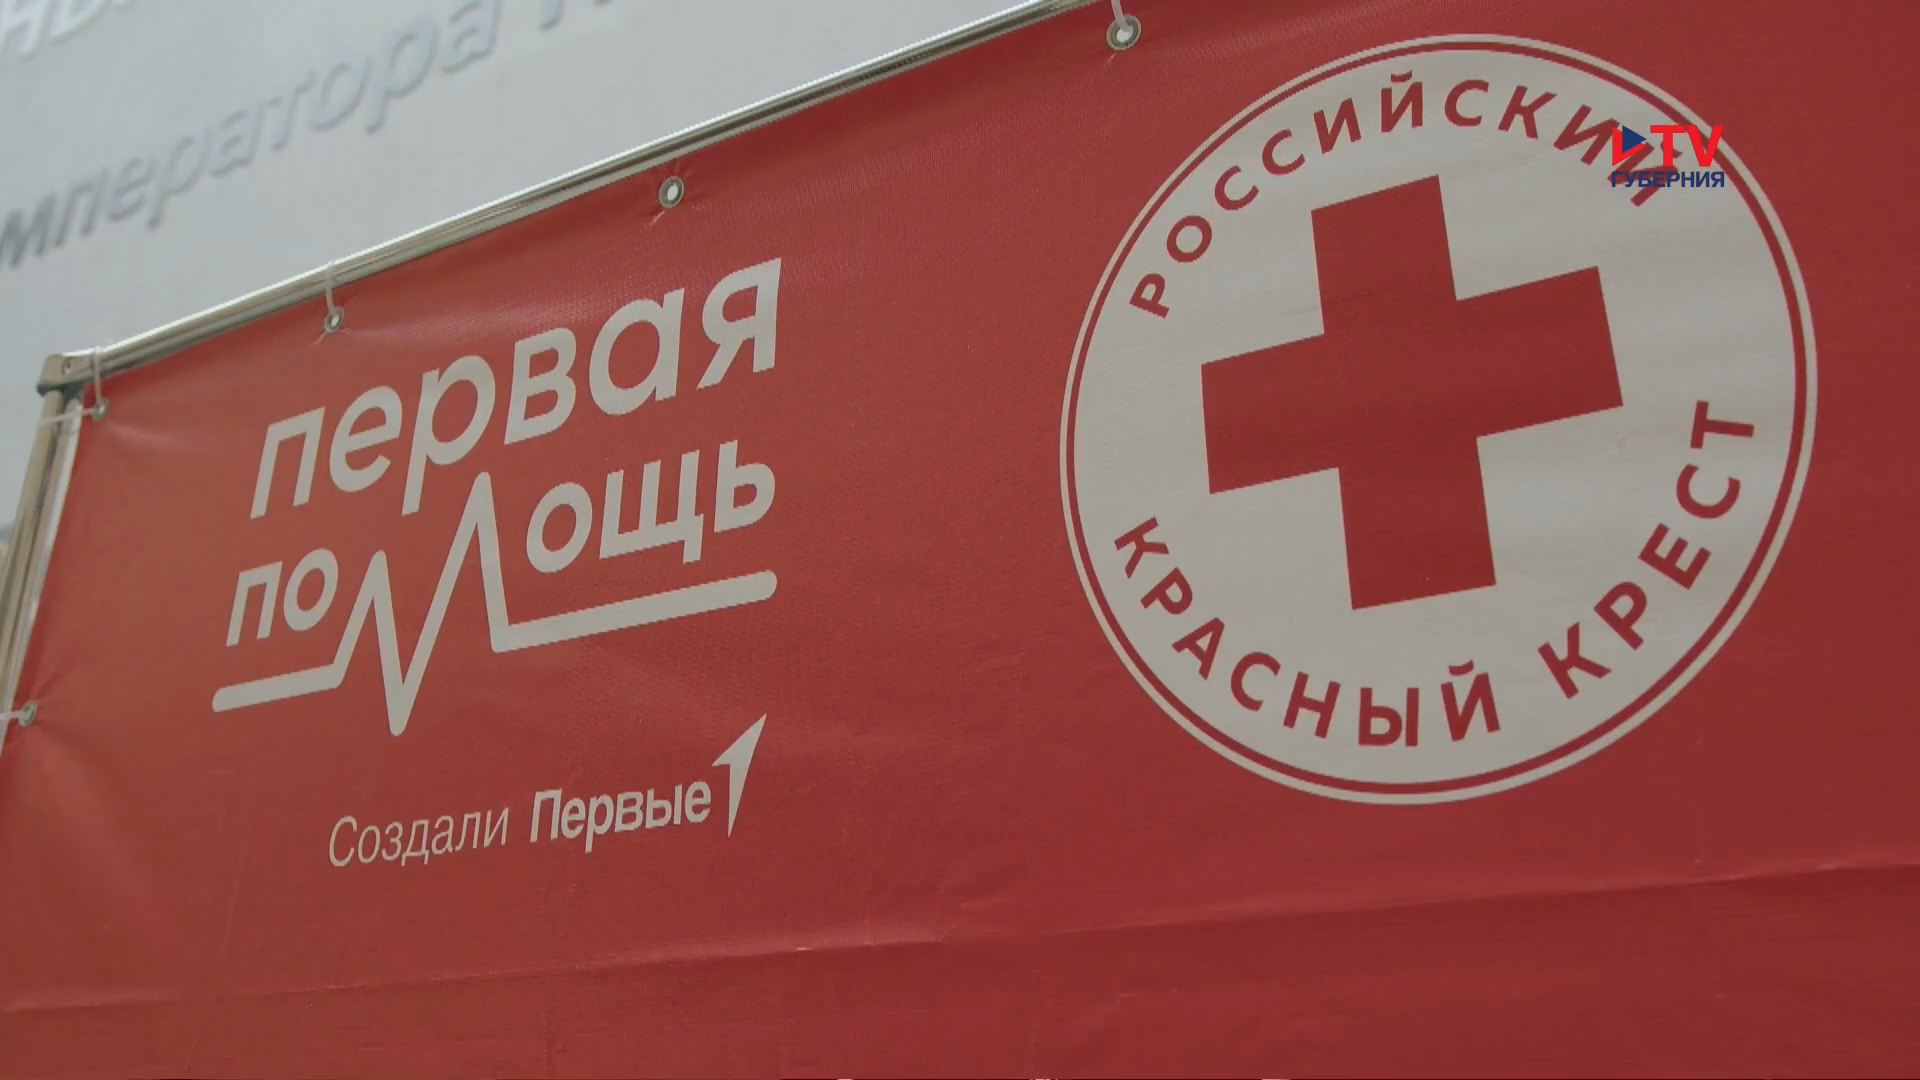 императора
первая
помощь
Создали Первые
РОССИЙСКИЙ
КРАСНЫЙ КРЕСТ
TV
ГУБЕРНИЯ